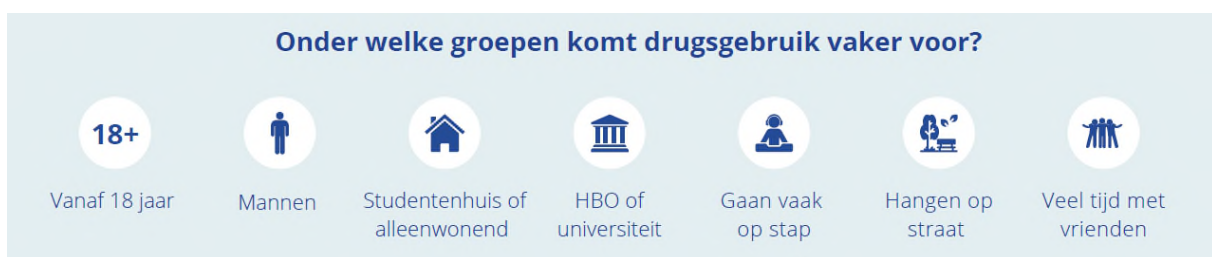 Onder welke groepen komt drugsgebruik vaker voor?
18+
Vanaf 18 jaar
Mannen
Studentenhuis of
alleenwonend
HBO of
universiteit
Gaan vaak
op stap
Hangen op
straat
Veel tijd met
vrienden